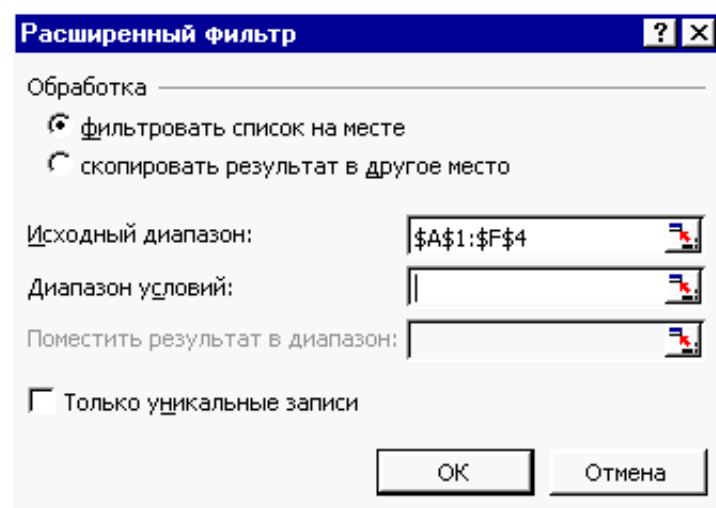 Расширенный фильтр
Обработка
фильтровать список на месте
скопировать результат в другое место
Исходный диапазон: $A$1:$F$4
Диапазон условий:
Поместить результат в диапазон:
Только уникальные записи
ОК Отмена